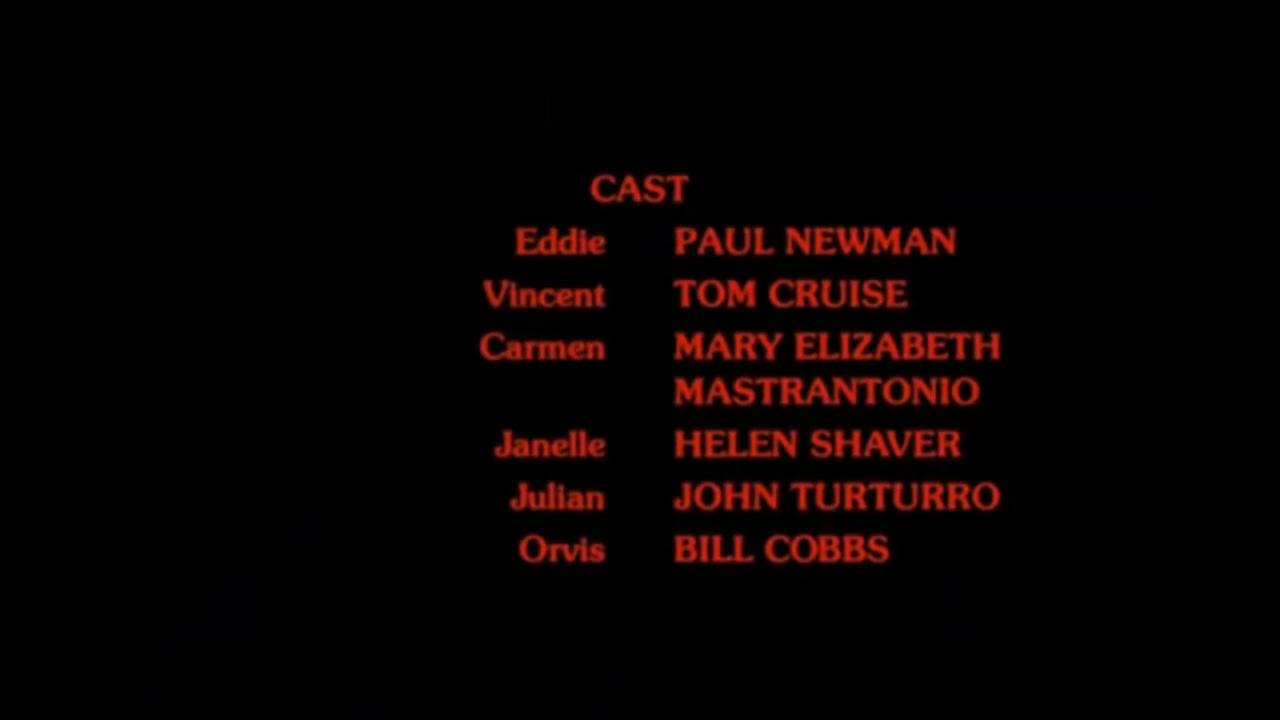 CAST
Eddie PAUL NEWMAN
Vincent TOM CRUISE
Carmen MARY ELIZABETH
MASTRANTONIO
Janelle HELEN SHAVER
Julian JOHN TURTURRO
Orvis BILL COBBS